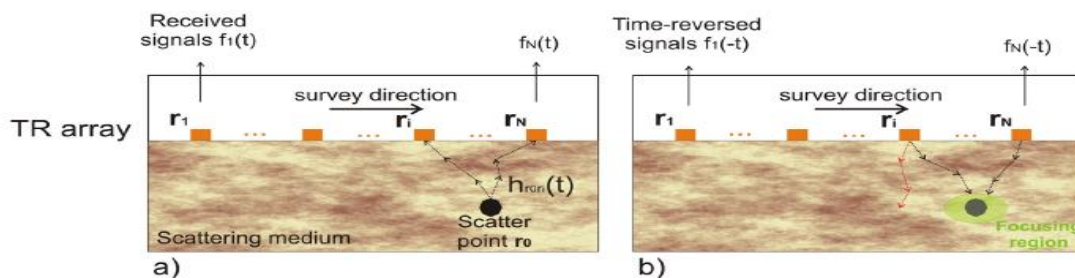 Received
signals f1(t)
fN(t)
survey direction
TR array
r1
...
...
ri
...
rN
hr0ri(t)
Scatter
point r0
Scattering medium
a)
Time-reversed
signals f1(-t)
fN(-t)
survey direction
r1
...
...
ri
...
rN
Focusing
region
b)